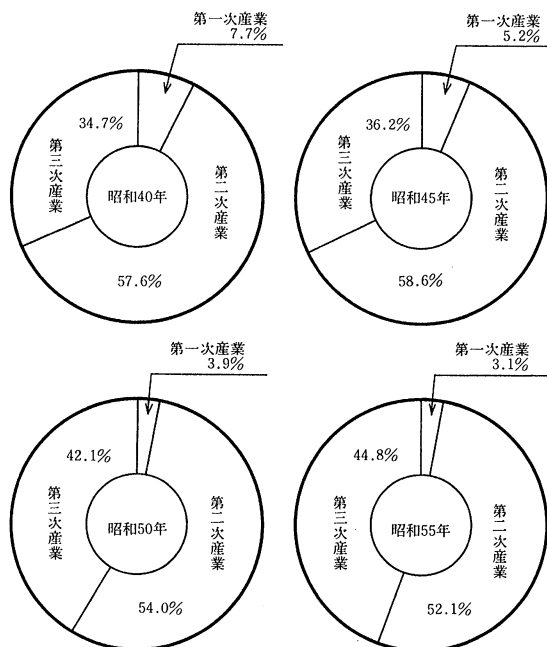 第一次産業
7.7%
34.7%
第三次産業
昭和40年
第二次産業
57.6%
第一次産業
5.2%
36.2%
第三次産業
昭和45年
第二次産業
58.6%
第一次産業
3.9%
42.1%
第三次産業
昭和50年
第二次産業
54.0%
第一次産業
3.1%
44.8%
第三次産業
昭和55年
第二次産業
52.1%